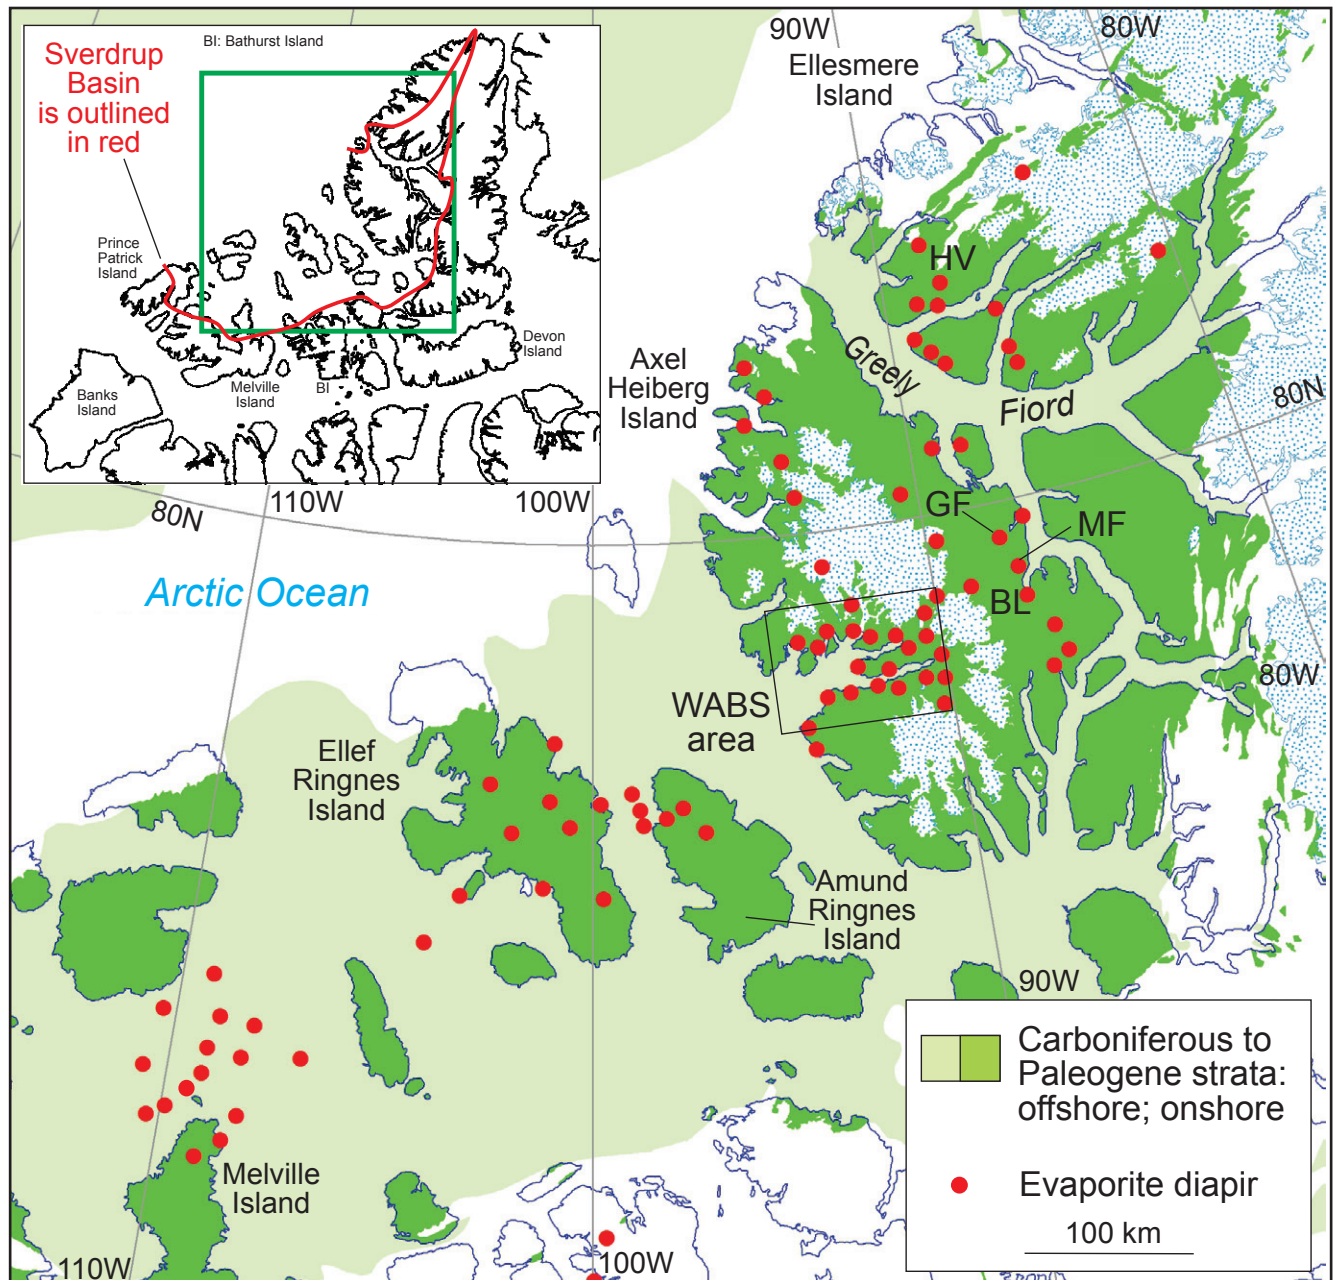 Sverdrup
Basin
is outlined
in red
BI: Bathurst Island
Prince
Patrick
Island
Banks
Island
Melville
Island
BI
Devon
Island
90W
80W
Ellesmere
Island
HV
Axel
Heiberg
Island
Greely
Fiord
80N
80N
110W
100W
GF
MF
BL
Arctic Ocean
80W
WABS
area
Ellef
Ringnes
Island
Amund
Ringnes
Island
90W
Melville
Island
110W
100W
Carboniferous to
Paleogene strata:
offshore; onshore
Evaporite diapir
100 km